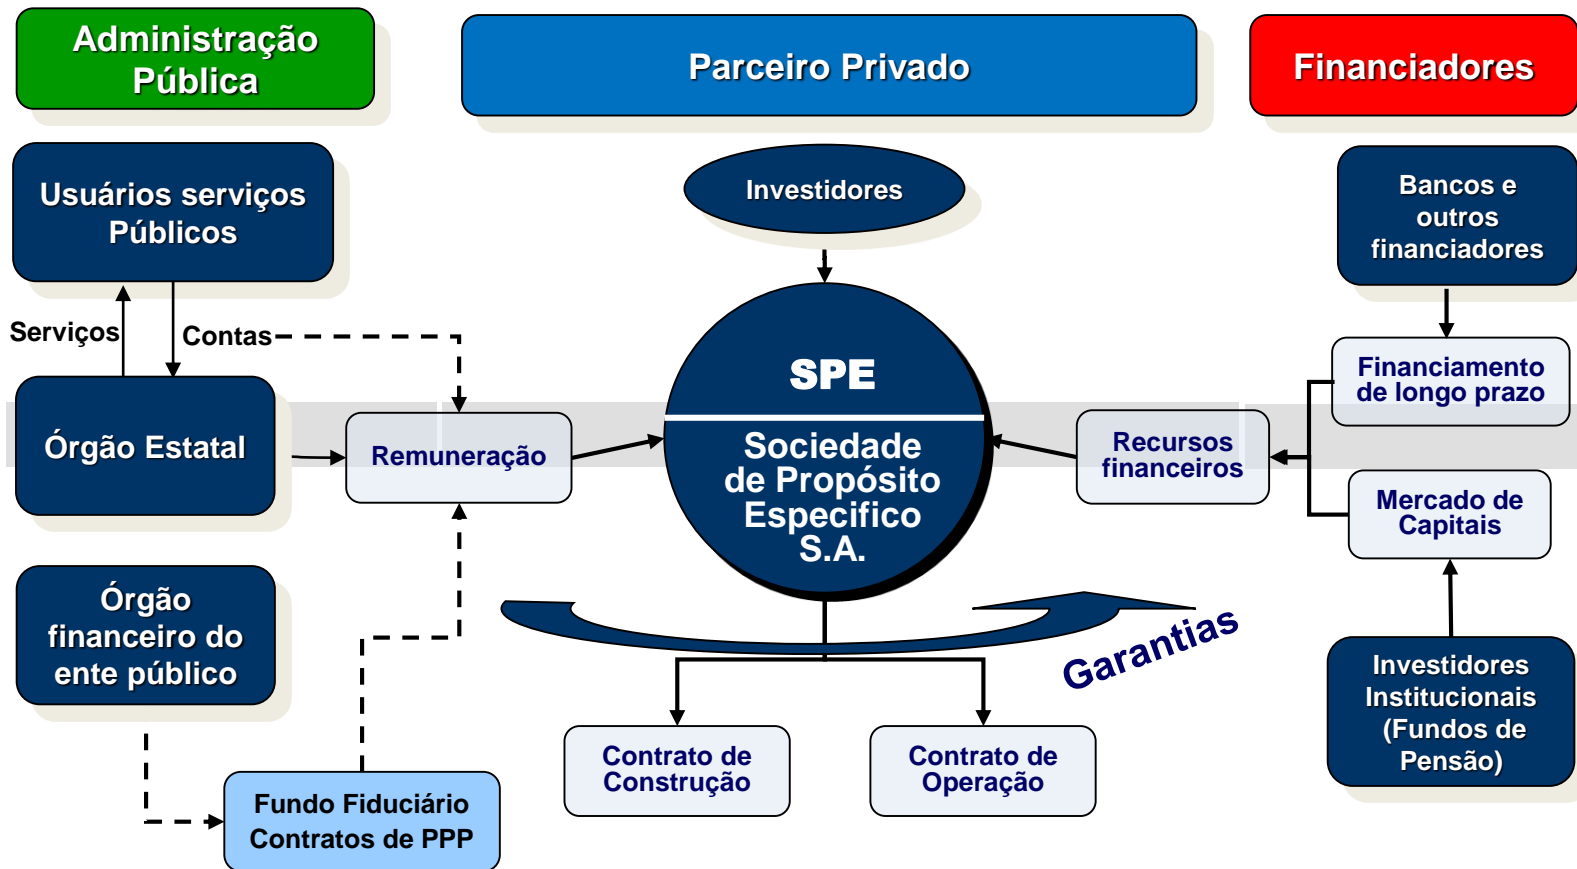 Administração
Pública
Parceiro Privado
Financiadores
Usuários serviços
Públicos
Investidores
Bancos e
outros
financiadores
Serviços
Contas
SPE
Sociedade
de Propósito
Especifico
S.A.
Financiamento
de longo prazo
Órgão Estatal
Remuneração
Recursos
financeiros
Mercado de
Capitais
Órgão
financeiro do
ente público
Garantias
Investidores
Institucionais
(Fundos de
Pensão)
Contrato de
Construção
Contrato de
Operação
Fundo Fiduciário
Contratos de PPP